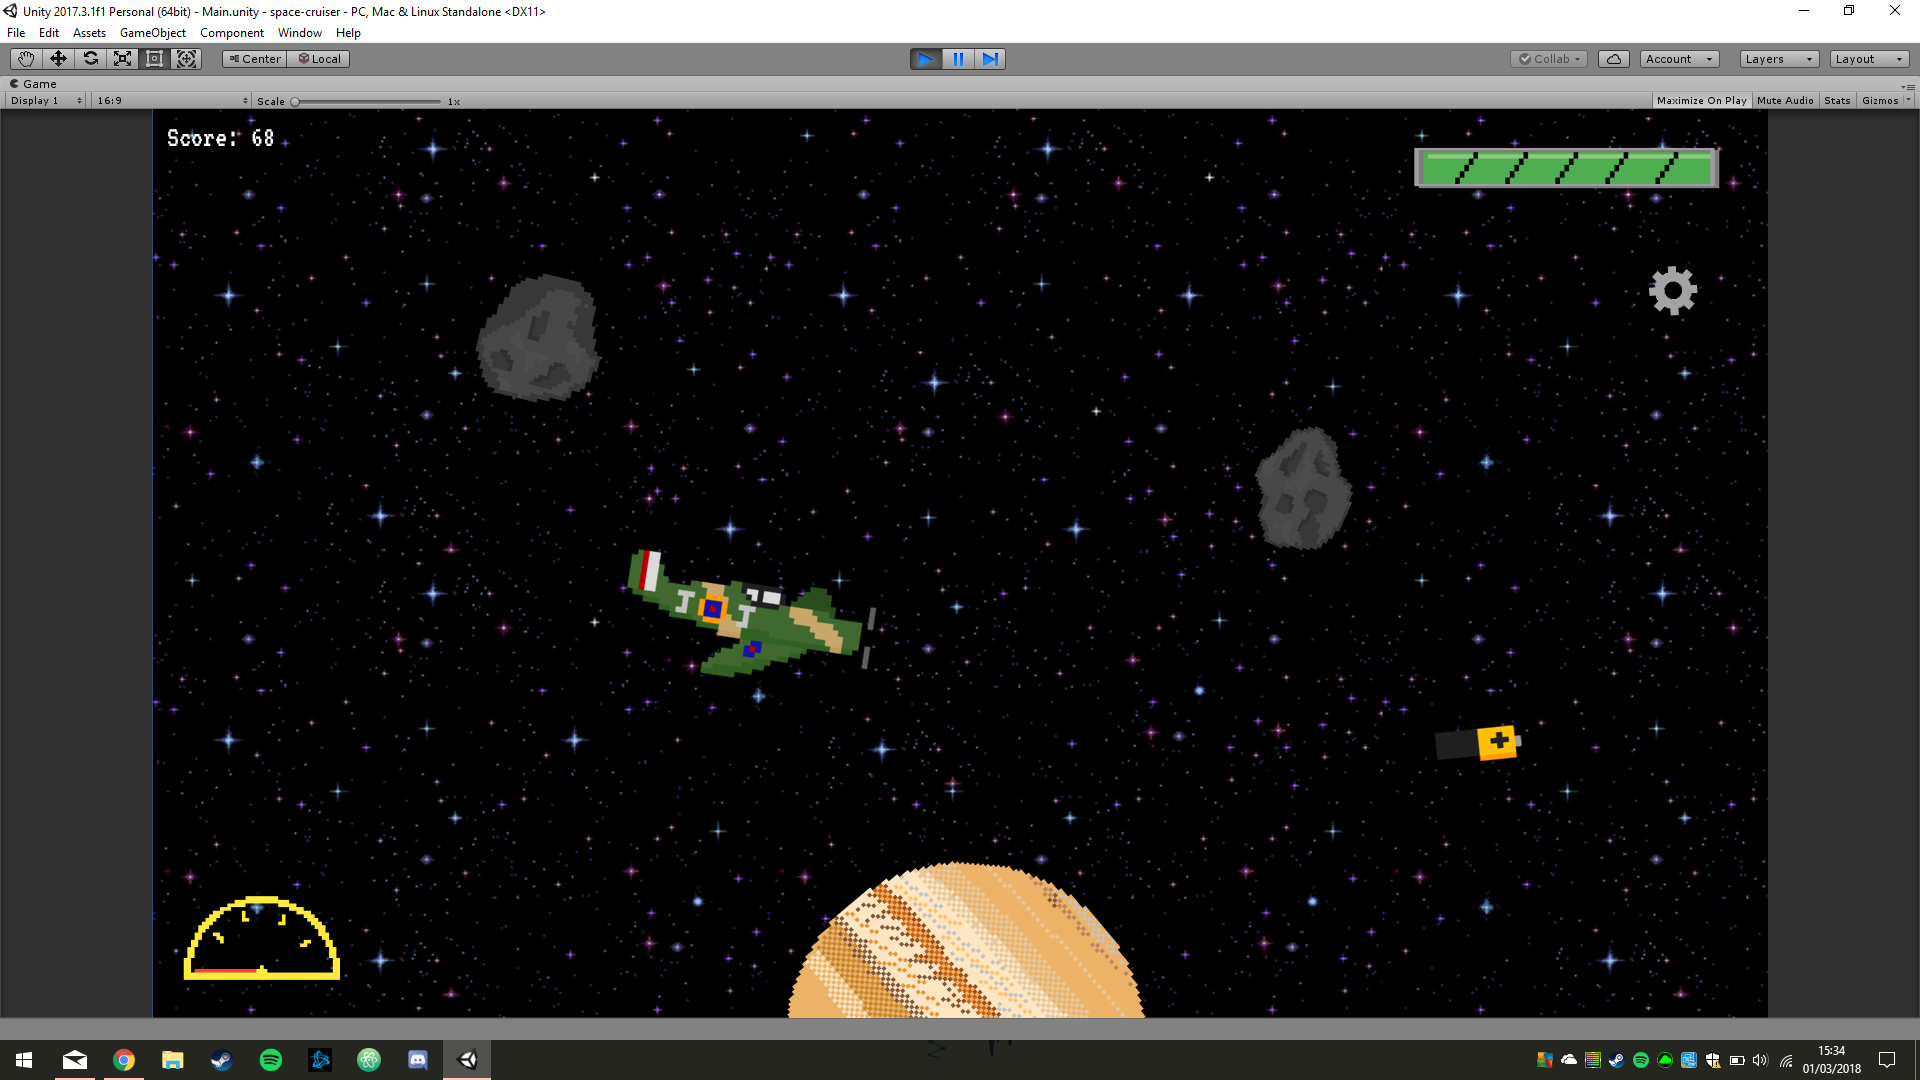 Unity 2017.3.1f1 Personal (64bit) - Main.unity - space-cruiser - PC, Mac & Linux Standalone <DX11>
File Edit Assets GameObject Component Window Help
Center Local Collab Account Layers Layout
Game
Display 1 16:9 Scale 1x Maximize On Play Mute Audio Stats Gizmos
Score: 68
J J
15:34
01/03/2018